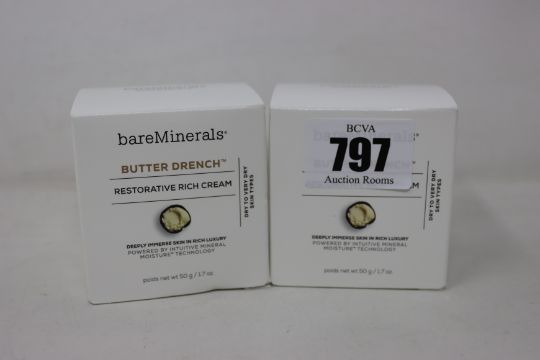 bareMinerals®
BUTTER DRENCH™
RESTORATIVE RICH CREAM
DRY TO VERY DRY
SKIN TYPES
DEEPLY IMMERSE SKIN IN RICH LUXURY
POWERED BY INTUITIVE MINERAL
MOISTURE™ TECHNOLOGY
poids net wt 50 g / 1.7 oz.
BCVA
797
Auction Rooms
DRY TO VERY DRY
SKIN TYPES
DEEPLY IMMERSE SKIN IN RICH LUXURY
POWERED BY INTUITIVE MINERAL
MOISTURE™ TECHNOLOGY
poids net wt 50 g / 1.7 oz.